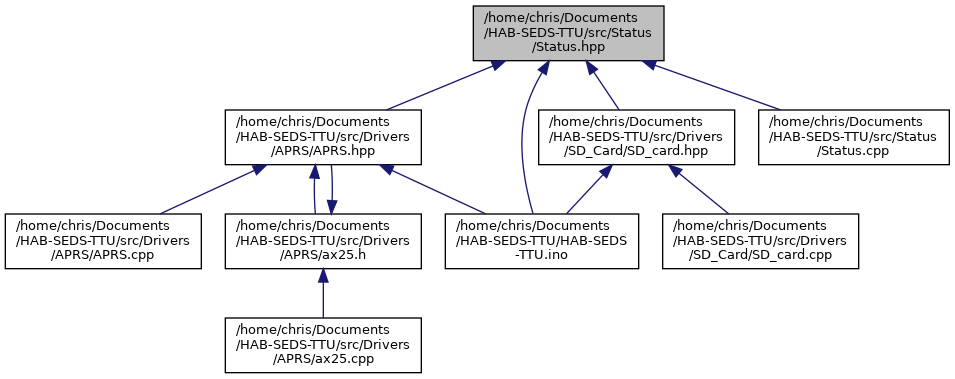 /home/chris/Documents
/HAB-SEDS-TTU/src/Status
/Status.hpp
/home/chris/Documents
/HAB-SEDS-TTU/src/Drivers
/APRS/APRS.hpp
/home/chris/Documents
/HAB-SEDS-TTU/src/Drivers
/SD_Card/SD_card.hpp
/home/chris/Documents
/HAB-SEDS-TTU/src/Status
/Status.cpp
/home/chris/Documents
/HAB-SEDS-TTU/src/Drivers
/APRS/APRS.cpp
/home/chris/Documents
/HAB-SEDS-TTU/src/Drivers
/APRS/ax25.h
/home/chris/Documents
/HAB-SEDS-TTU/HAB-SEDS
-TTU.ino
/home/chris/Documents
/HAB-SEDS-TTU/src/Drivers
/SD_Card/SD_card.cpp
/home/chris/Documents
/HAB-SEDS-TTU/src/Drivers
/APRS/ax25.cpp